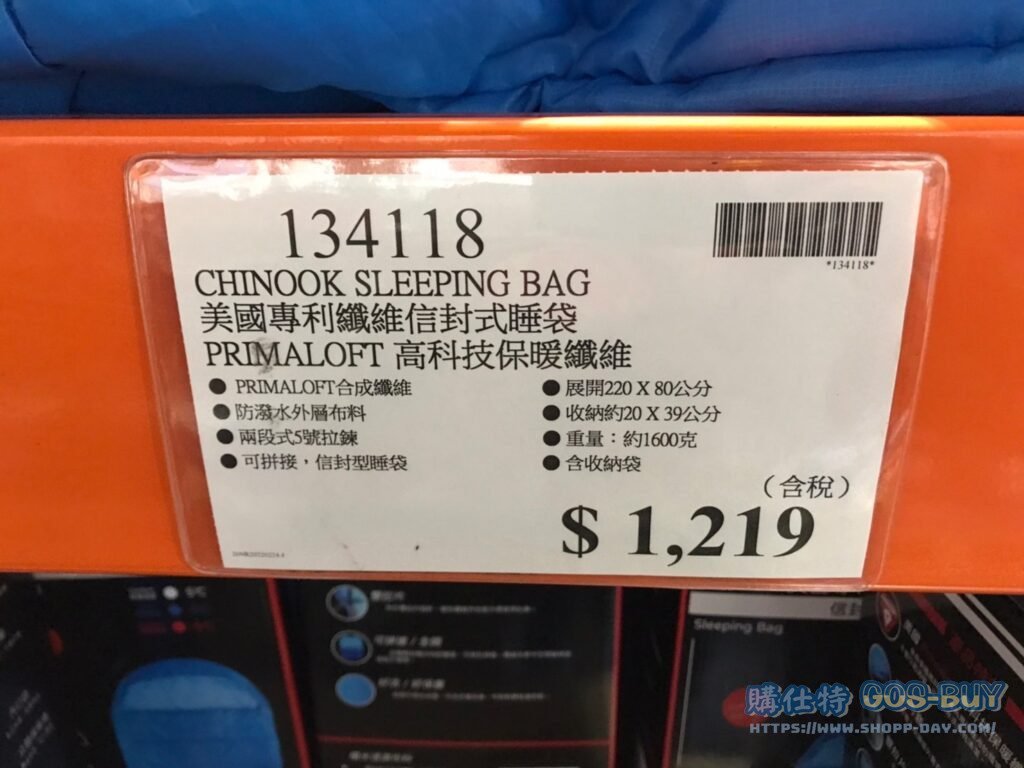 134118
*134118*
CHINOOK SLEEPING BAG
美國專利纖維信封式睡袋
PRIMALOFT 高科技保暖纖維
● PRIMALOFT合成纖維
● 防潑水外層布料
● 兩段式5號拉鍊
● 可拼接，信封型睡袋
● 展開220 X 80公分
● 收納約20 X 39公分
● 重量：約1600克
● 含收納袋
（含稅）
$ 1,219
Sleeping Bag
購仕特 GOS-BUY
HTTPS://WWW.SHOPP-DAY.COM/